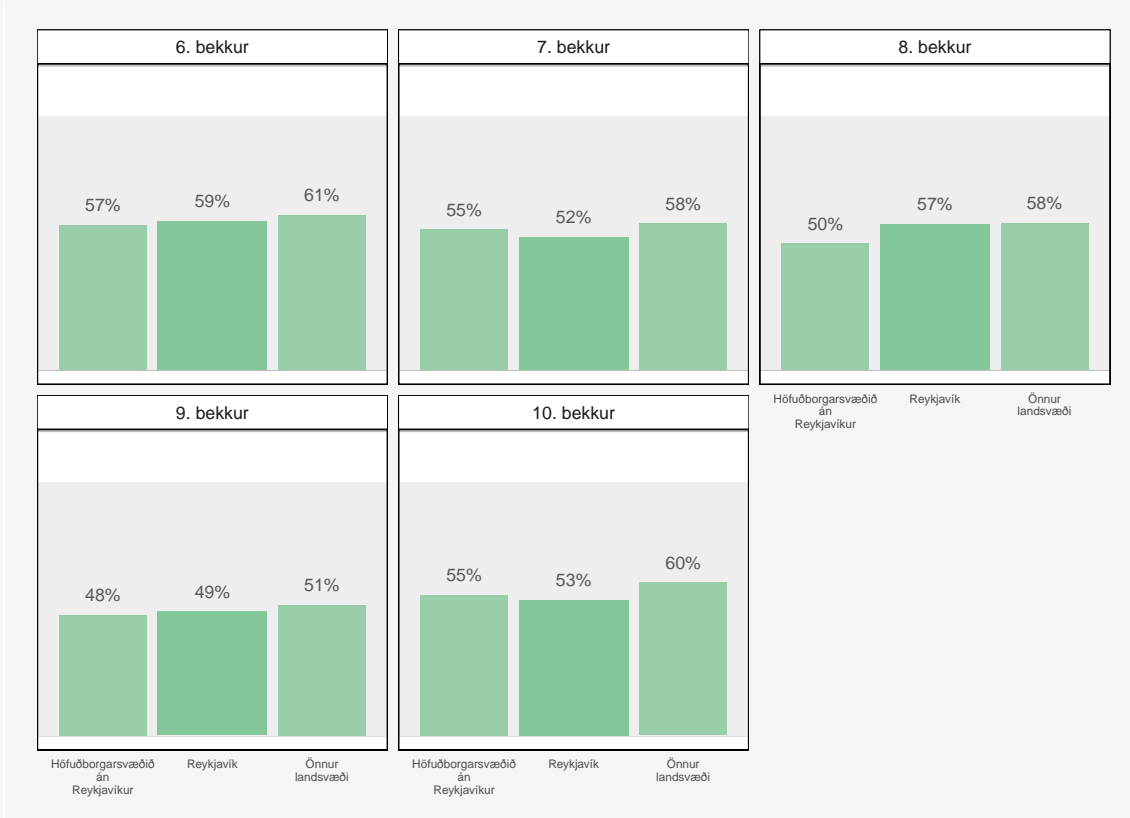 6. bekkur
57%
59%
61%
7. bekkur
55%
52%
58%
8. bekkur
50%
57%
58%
Höfuðborgarsvæðið
án
Reykjavíkur
Reykjavík
Önnur
landsvæði
9. bekkur
48%
49%
51%
Höfuðborgarsvæðið
án
Reykjavíkur
Reykjavík
Önnur
landsvæði
10. bekkur
55%
53%
60%
Höfuðborgarsvæðið
án
Reykjavíkur
Reykjavík
Önnur
landsvæði